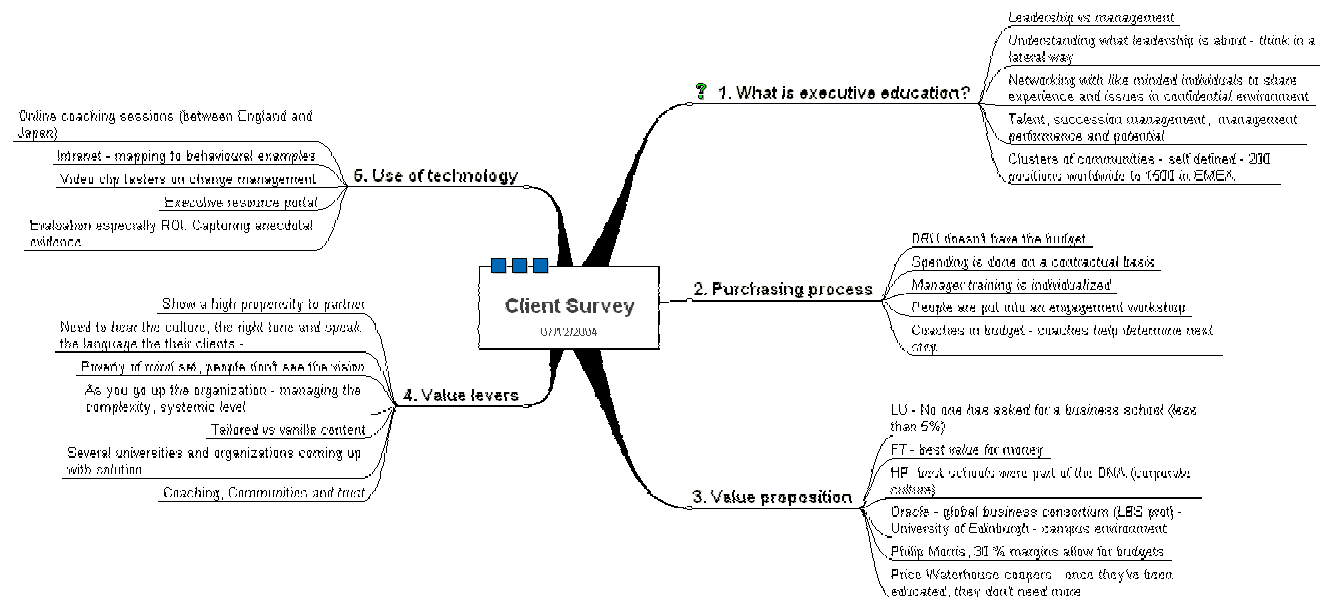 Client Survey
07/12/2004
? 1. What is executive education?
Leadership vs management
Understanding what leadership is about - think in a
lateral way
Networking with like minded individuals to share
experience and issues in confidential environment
Talent, succession management, management
performance and potential
Clusters of communities - self defined - 200
positions worldwide to 1500 in EMEA
2. Purchasing process
doesn't have the budget
Spending is done on a contractual basis
Manager training is individualized
People are put into an engagement workshop
Coaches in budget - coaches help determine next
step
3. Value proposition
LU - No one has asked for a business school (less
than 5%)
FT - best value for money
HP best schools were part of the DNA (corporate
culture)
Oracle - global business consortium (LBS prof) -
University of Edinburgh - campus environment
Philip Morris, 30 % margins allow for budgets
Price Waterhouse coopers once they've been
educated, they don't need more
4. Value levers
Show a high propensity to partner
Need to hear the culture, the right tone and speak
the language the their clients -
Poverty of mind set, people don't see the vision
As you go up the organization - managing the
complexity, systemic level
Tailored vs vanilla content
Several universities and organizations coming up
with solution
Coaching, Communities and trust
5. Use of technology
Online coaching sessions (between England and
Japan)
Intranet - mapping to behavioural examples
Video clip tasters on change management
Executive resource portal
Evaluation especially ROI. Capturing anecdotal
evidence